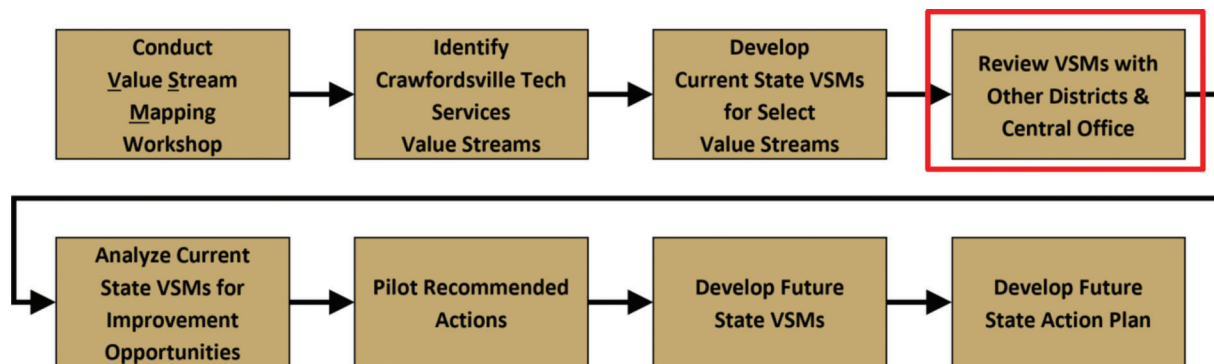 Conduct
Value Stream
Mapping
Workshop
Identify
Crawfordsville Tech
Services
Value Streams
Develop
Current State VSMs
for Select
Value Streams
Review VSMs with
Other Districts &
Central Office
Analyze Current
State VSMs for
Improvement
Opportunities
Pilot Recommended
Actions
Develop Future
State VSMs
Develop Future
State Action Plan